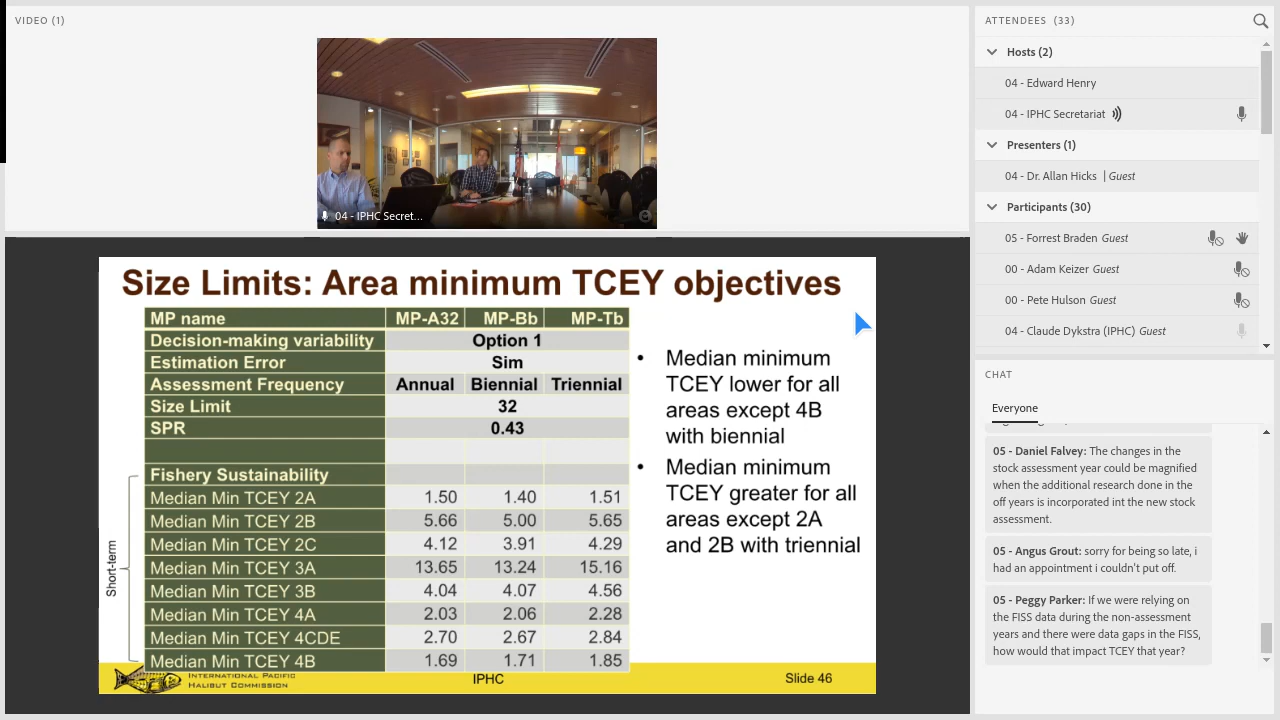 VIDEO (1)
04 - IPHC Secret...
Size Limits: Area minimum TCEY objectives
MP name MP-A32 MP-Bb MP-Tb
Decision-making variability Option 1
Estimation Error Sim
Assessment Frequency Annual Biennial Triennial
Size Limit 32
SPR 0.43
Fishery Sustainability
Short-term
Median Min TCEY 2A 1.50 1.40 1.51
Median Min TCEY 2B 5.66 5.00 5.65
Median Min TCEY 2C 4.12 3.91 4.29
Median Min TCEY 3A 13.65 13.24 15.16
Median Min TCEY 3B 4.04 4.07 4.56
Median Min TCEY 4A 2.03 2.06 2.28
Median Min TCEY 4CDE 2.70 2.67 2.84
Median Min TCEY 4B 1.69 1.71 1.85
• Median minimum
TCEY lower for all
areas except 4B
with biennial
• Median minimum
TCEY greater for all
areas except 2A
and 2B with triennial
INTERNATIONAL PACIFIC
HALIBUT COMMISSION
IPHC
Slide 46
ATTENDEES (33)
Hosts (2)
04 - Edward Henry
04 - IPHC Secretariat
Presenters (1)
04 - Dr. Allan Hicks | Guest
Participants (30)
05 - Forrest Braden Guest
00 - Adam Keizer Guest
00 - Pete Hulson Guest
04 - Claude Dykstra (IPHC) Guest
CHAT
Everyone
05 - Daniel Falvey: The changes in the
stock assessment year could be magnified
when the additional research done in the
off years is incorporated int the new stock
assessment.
05 - Angus Grout: sorry for being so late, i
had an appointment i couldn't put off.
05 - Peggy Parker: If we were relying on
the FISS data during the non-assessment
years and there were data gaps in the FISS,
how would that impact TCEY that year?